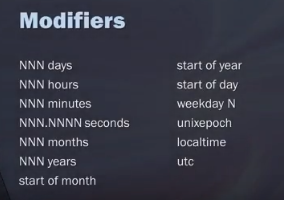 Modifiers
NNN days
NNN hours
NNN minutes
NNN.NNNN seconds
NNN months
NNN years
start of month
start of year
start of day
weekday N
unixepoch
localtime
utc